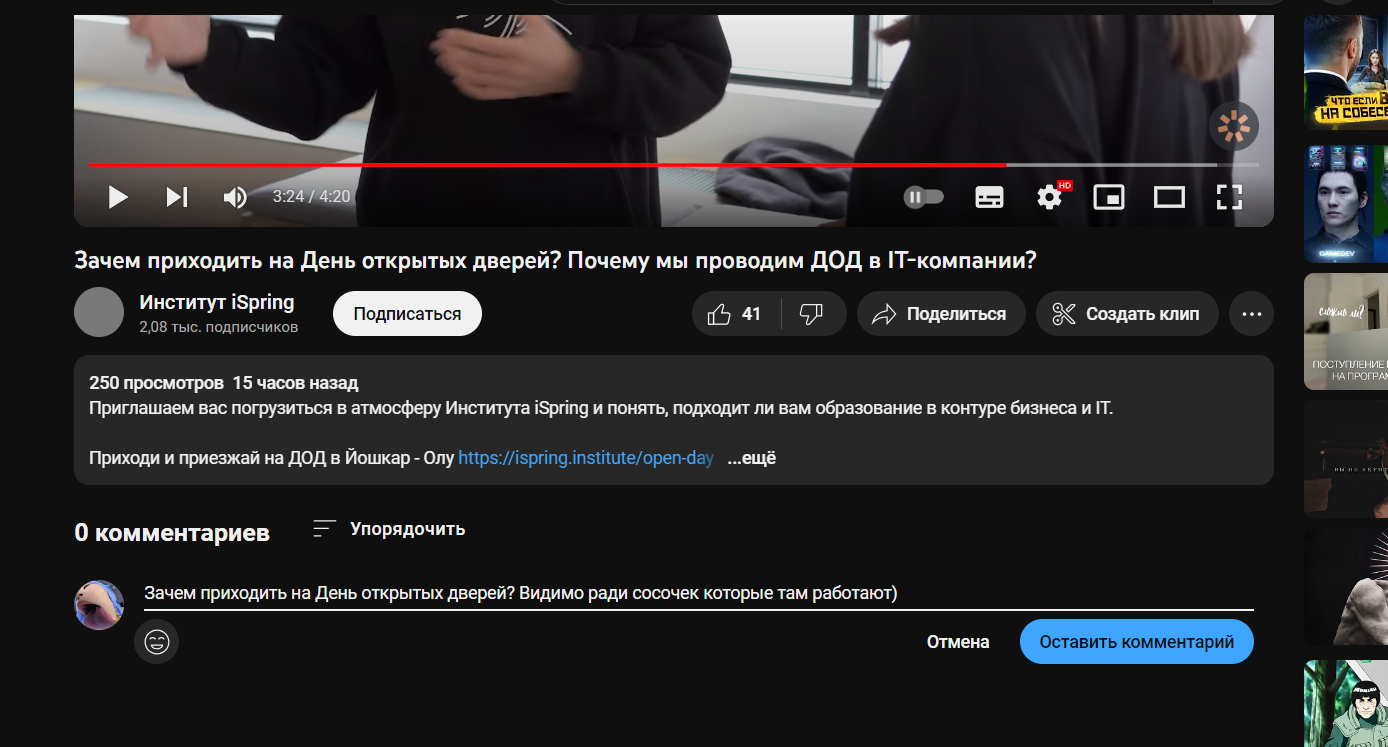 ЧТО ЕСЛИ
НА СОБЕСЕ
3:24 / 4:20
HD
GAMEDEV
Зачем приходить на День открытых дверей? Почему мы проводим ДОД в IT-компании?
Институт iSpring
2,08 тыс. подписчиков
Подписаться
41
Поделиться
Создать клип
сложно ли?
ПОСТУПЛЕНИЕ
НА ПРОГРАМ
250 просмотров 15 часов назад
Приглашаем вас погрузиться в атмосферу Института iSpring и понять, подходит ли вам образование в контуре бизнеса и IT.
Приходи и приезжай на ДОД в Йошкар - Олу https://ispring.institute/open-day ...ещё
0 комментариев
Упорядочить
Зачем приходить на День открытых дверей? Видимо ради сосочек которые там работают)
Отмена
Оставить комментарий